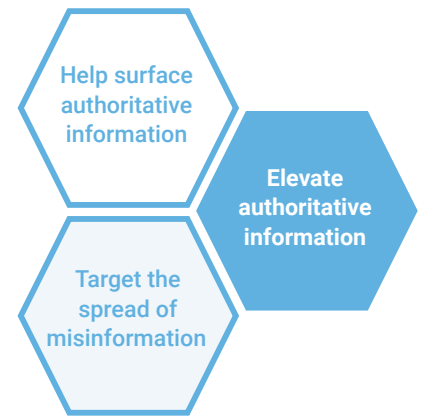 Help surface
authoritative
information
Elevate
authoritative
information
Target the
spread of
misinformation